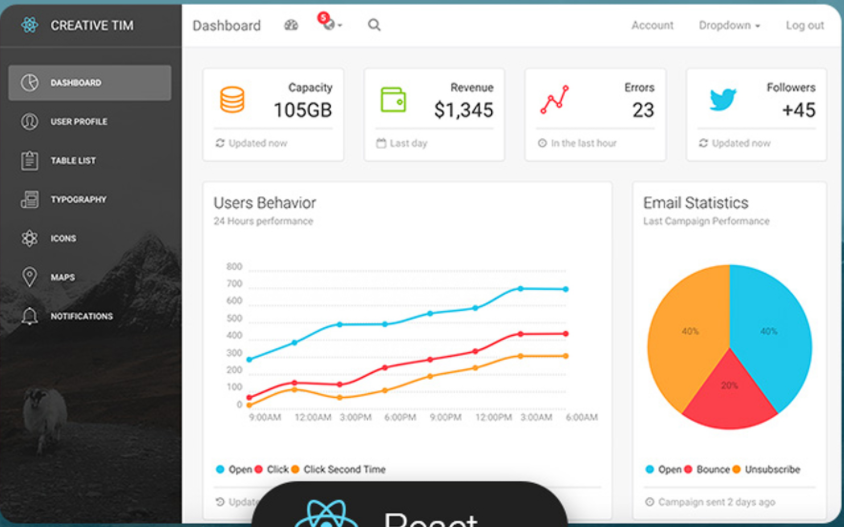 CREATIVE TIM
Dashboard
5
Account
Dropdown
Log out
DASHBOARD
USER PROFILE
TABLE LIST
TYPOGRAPHY
ICONS
MAPS
NOTIFICATIONS
Capacity
105GB
Updated now
Revenue
$1,345
Last day
Errors
23
In the last hour
Followers
+45
Updated now
Users Behavior
24 Hours performance
800
700
600
500
400
300
200
100
0
9:00AM 12:00AM 3:00PM 6:00PM 9:00PM 12:00PM 3:00AM 6:00AM
Open Click Click Second Time
Email Statistics
Last Campaign Performance
40% 40%
20%
Open Bounce Unsubscribe
Campaign sent 2 days ago